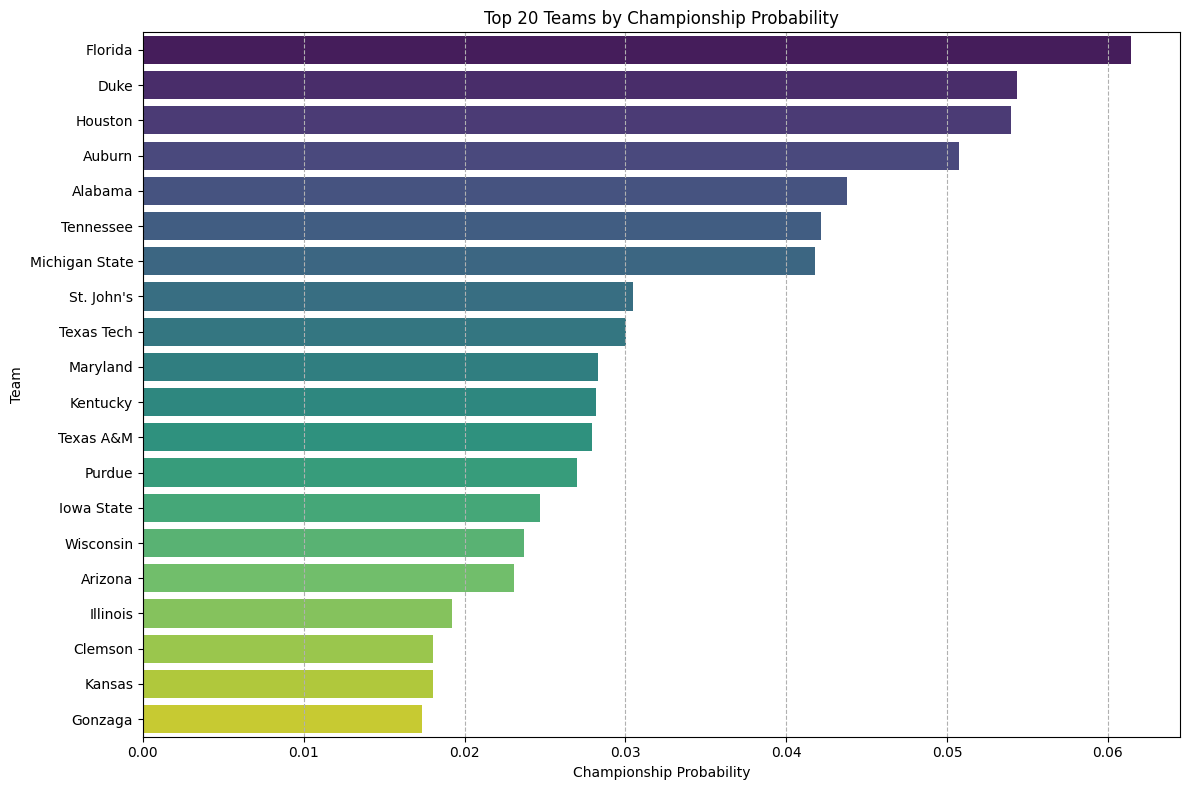 Top 20 Teams by Championship Probability
Florida
Duke
Houston
Auburn
Alabama
Tennessee
Michigan State
St. John's
Texas Tech
Maryland
Kentucky
Texas A&M
Purdue
Iowa State
Wisconsin
Arizona
Illinois
Clemson
Kansas
Gonzaga
Team
0.00 0.01 0.02 0.03 0.04 0.05 0.06
Championship Probability